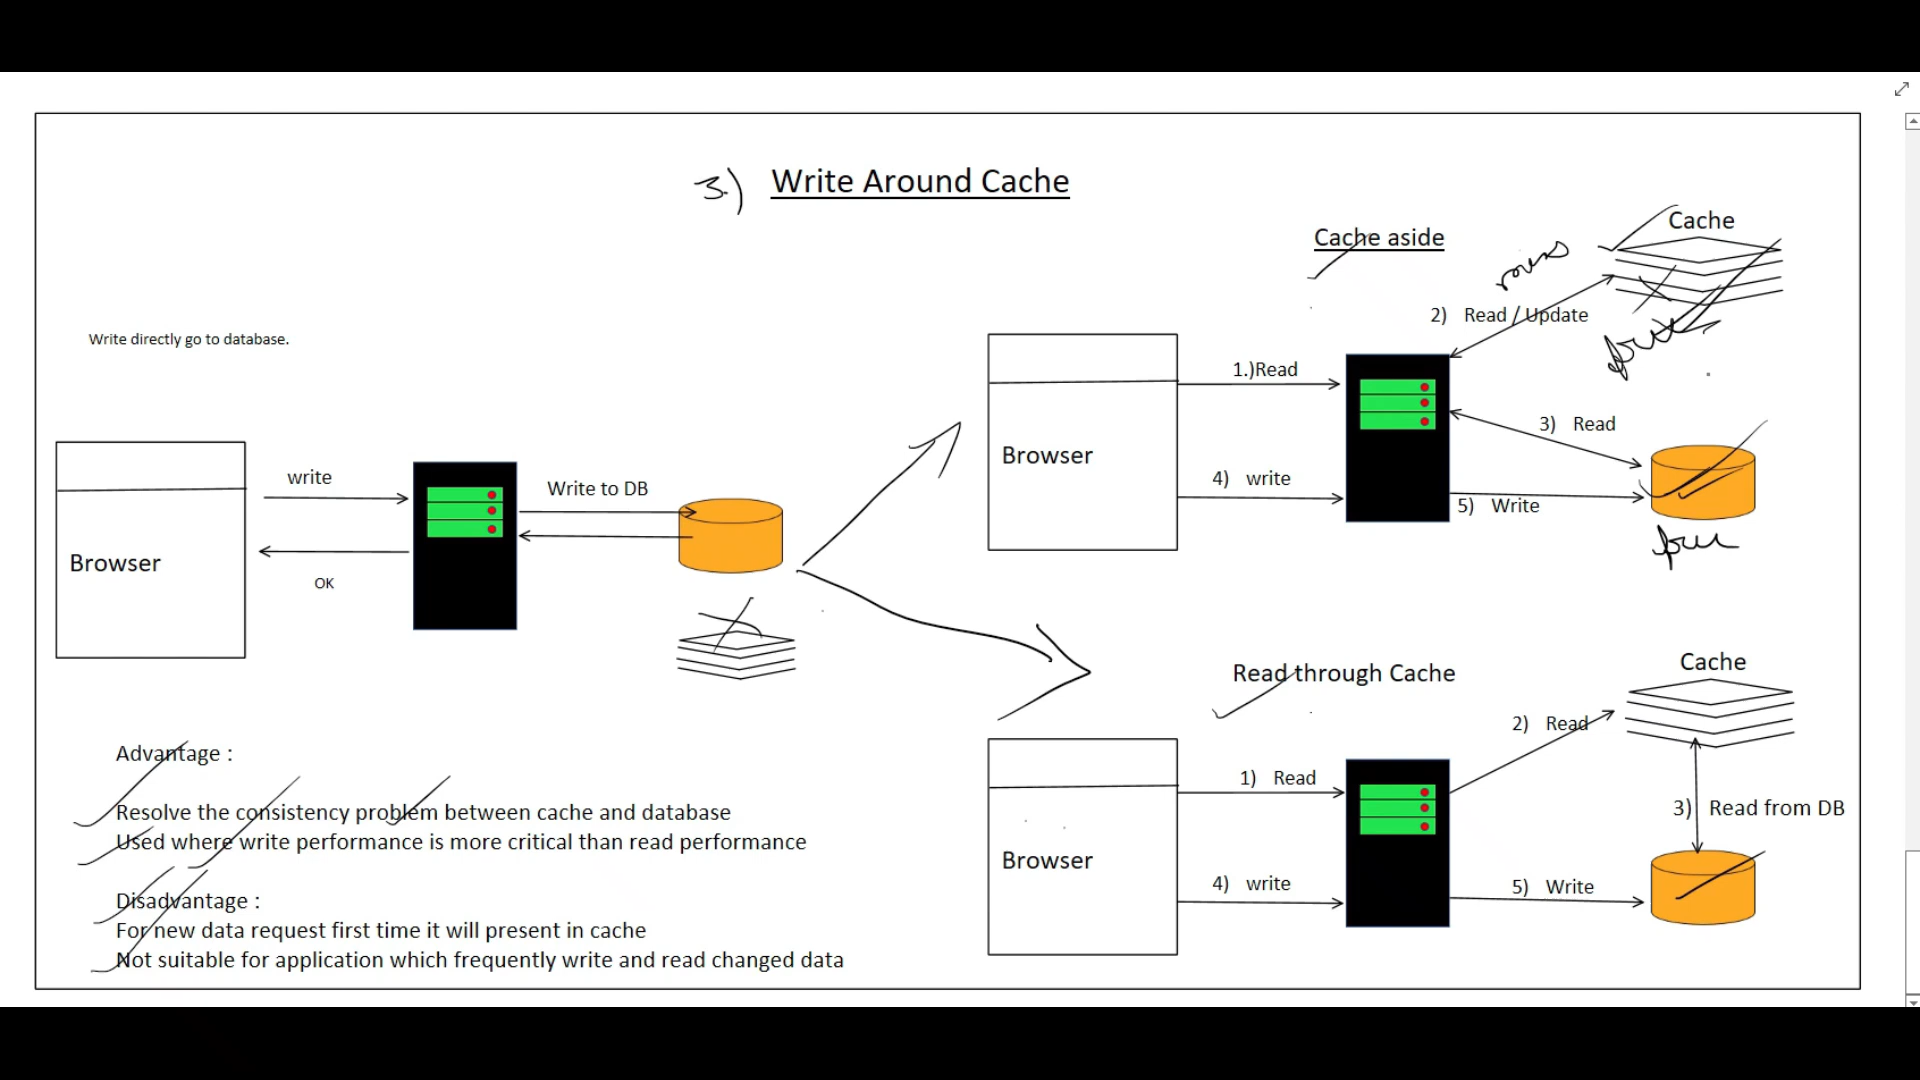 3.) Write Around Cache
Write directly go to database.
Browser
write
OK
Write to DB
Advantage :
Resolve the consistency problem between cache and database
Used where write performance is more critical than read performance
Disadvantage :
For new data request first time it will present in cache
Not suitable for application which frequently write and read changed data
Cache aside
Cache
Browser
1.)Read
2) Read / Update
3) Read
4) write
5) Write
Read through Cache
Cache
Browser
1) Read
2) Read
3) Read from DB
4) write
5) Write